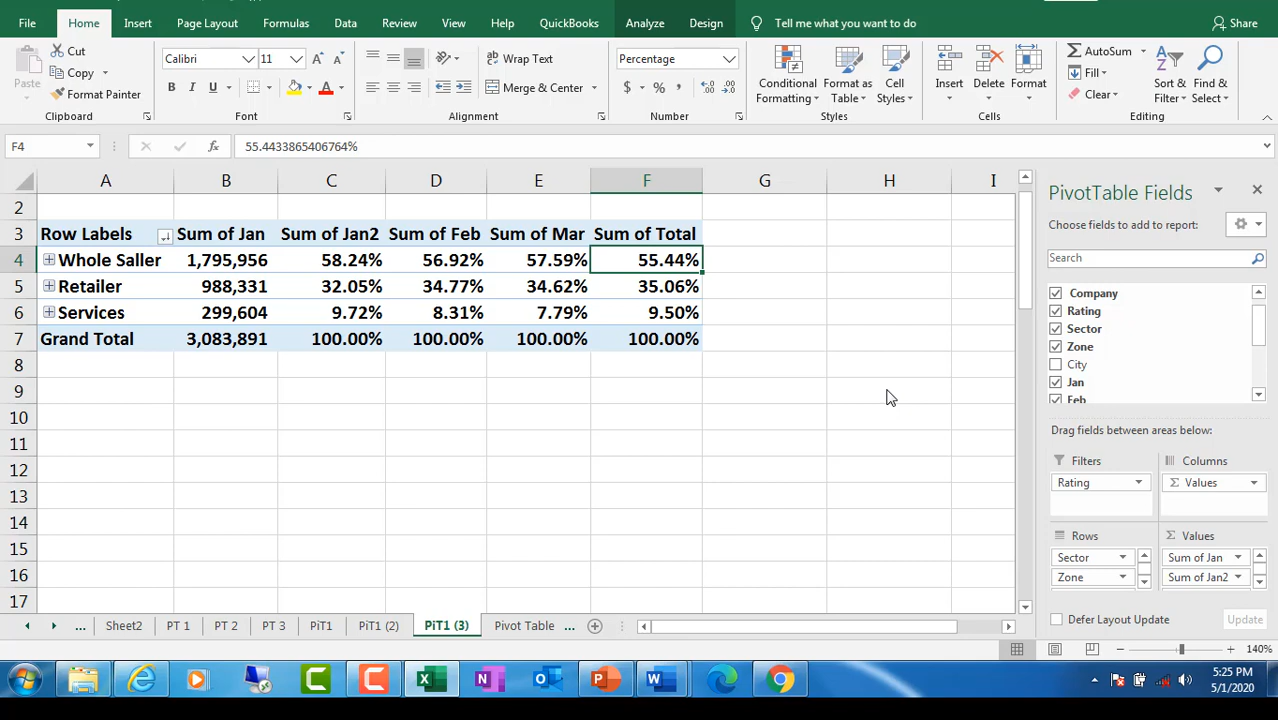 File Home Insert Page Layout Formulas Data Review View Help QuickBooks Analyze Design Tell me what you want to do Share
Paste
Cut
Copy
Format Painter
Clipboard
Calibri 11
B I U A
Font
Wrap Text
Merge & Center
Alignment
Percentage
$ % ,
Number
Conditional Formatting
Format as Table
Cell Styles
Styles
Insert Delete Format
Cells
AutoSum
Fill
Clear
Sort & Filter
Find & Select
Editing
F4 fx 55.4433865406764%
A B C D E F G H I
2
3 Row Labels Sum of Jan Sum of Jan2 Sum of Feb Sum of Mar Sum of Total
4 Whole Saller 1,795,956 58.24% 56.92% 57.59% 55.44%
5 Retailer 988,331 32.05% 34.77% 34.62% 35.06%
6 Services 299,604 9.72% 8.31% 7.79% 9.50%
7 Grand Total 3,083,891 100.00% 100.00% 100.00% 100.00%
8
9
10
11
12
13
14
15
16
17
PivotTable Fields
Choose fields to add to report:
Search
Company
Rating
Sector
Zone
City
Jan
Feb
Drag fields between areas below:
Filters Columns
Rating Σ Values
Rows Σ Values
Sector Sum of Jan
Zone Sum of Jan2
Defer Layout Update Update
... Sheet2 PT 1 PT 2 PT 3 PiT1 PiT1 (2) PiT1 (3) Pivot Table ...
140%
5:25 PM
5/1/2020